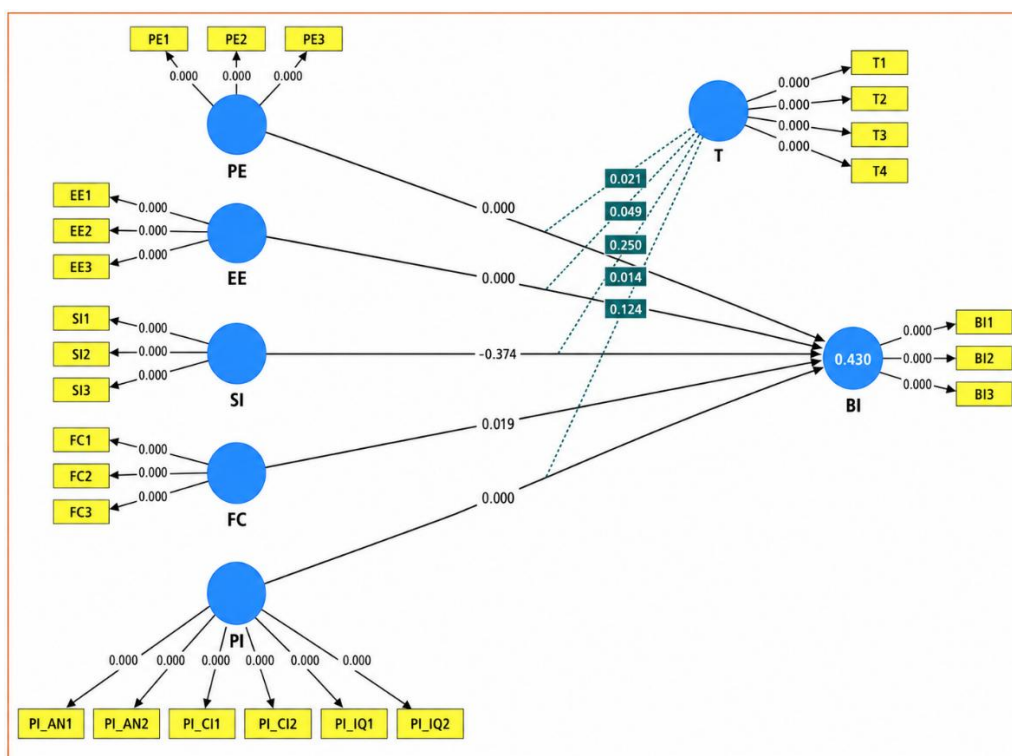 PE1 PE2 PE3
0.000 0.000 0.000
PE
T
0.000 T1
0.000 T2
0.000 T3
0.000 T4
EE1 0.000
EE2 0.000
EE3 0.000
EE
SI1 0.000
SI2 0.000
SI3 0.000
SI
FC1 0.000
FC2 0.000
FC3 0.000
FC
PI
0.000 0.000 0.000 0.000 0.000 0.000
PI_AN1 PI_AN2 PI_CI1 PI_CI2 PI_IQ1 PI_IQ2
0.000
0.000
-0.374
0.019
0.000
0.021
0.049
0.250
0.014
0.124
0.430
BI
0.000 BI1
0.000 BI2
0.000 BI3